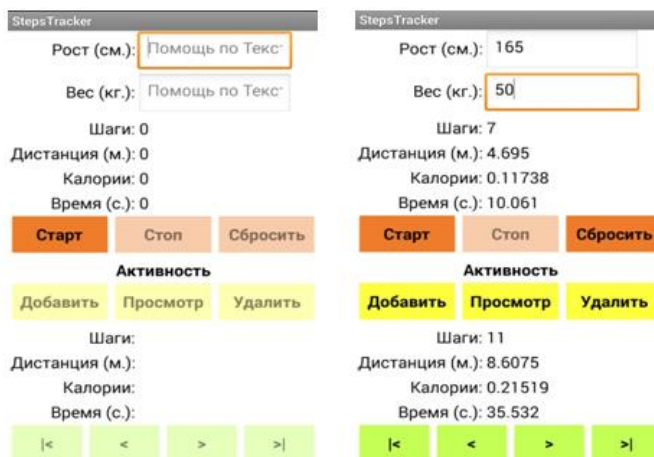 StepsTracker
Рост (см.): Помощь по Текс
Вес (кг.): Помощь по Текс
Шаги: 0
Дистанция (м.): 0
Калории: 0
Время (с.): 0
Старт Стоп Сбросить
Активность
Добавить Просмотр Удалить
Шаги:
Дистанция (м.):
Калории:
Время (с.):
|< < > >|
StepsTracker
Рост (см.): 165
Вес (кг.): 50
Шаги: 7
Дистанция (м.): 4.695
Калории: 0.11738
Время (с.): 10.061
Старт Стоп Сбросить
Активность
Добавить Просмотр Удалить
Шаги: 11
Дистанция (м.): 8.6075
Калории: 0.21519
Время (с.): 35.532
|< < > >|